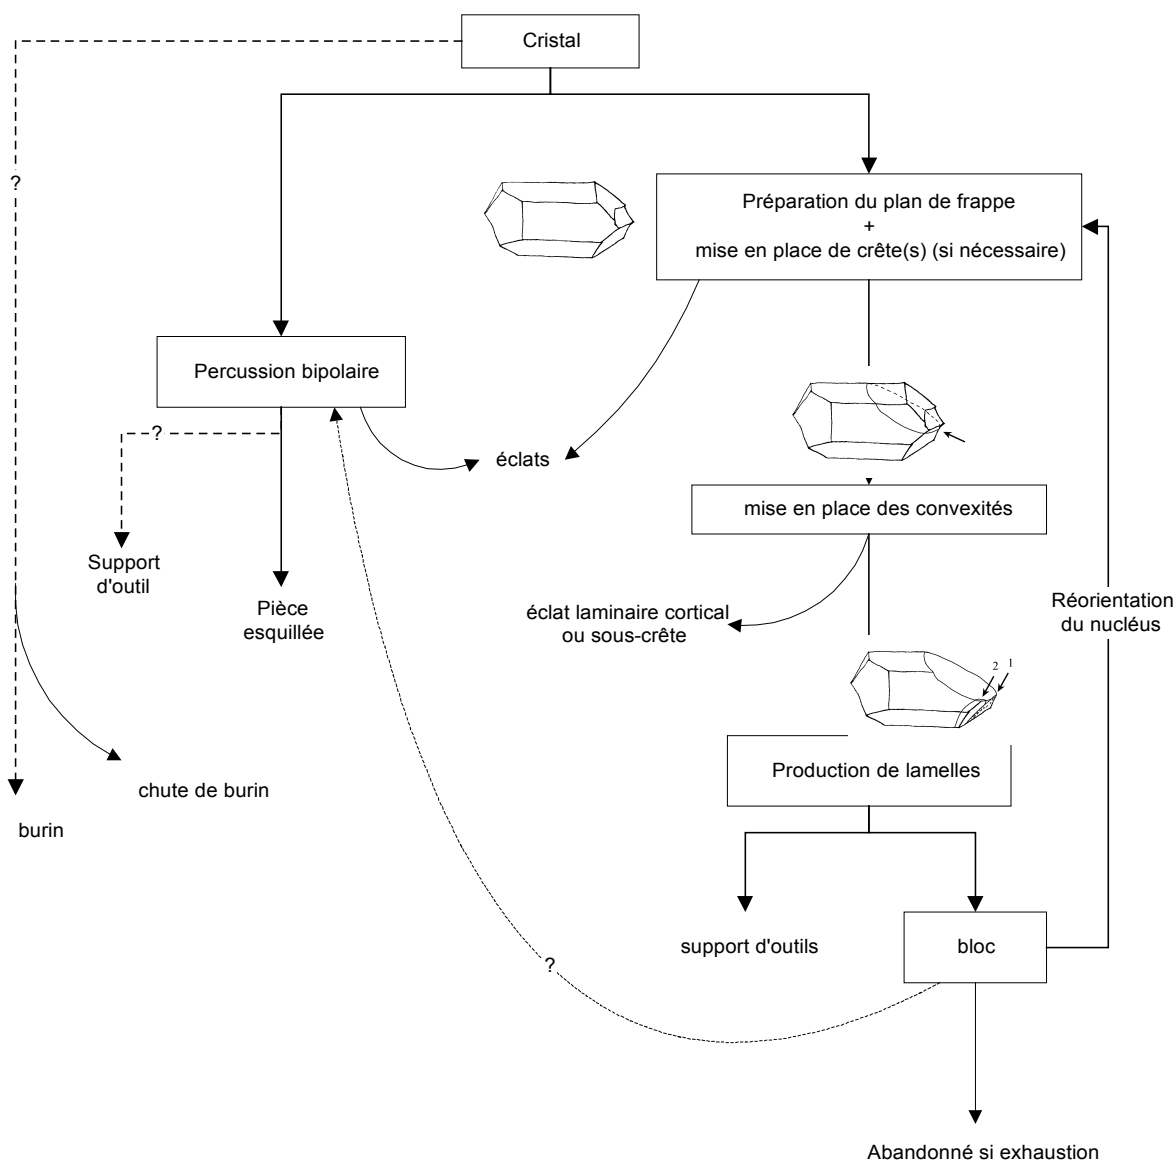 Cristal
?
Préparation du plan de frappe
+
mise en place de crête(s) (si nécessaire)
Percussion bipolaire
?
éclats
mise en place des convexités
Support
d'outil
Pièce
esquillée
éclat laminaire cortical
ou sous-crête
Réorientation
du nucléus
2 1
Production de lamelles
chute de burin
burin
support d'outils
bloc
?
Abandonné si exhaustion